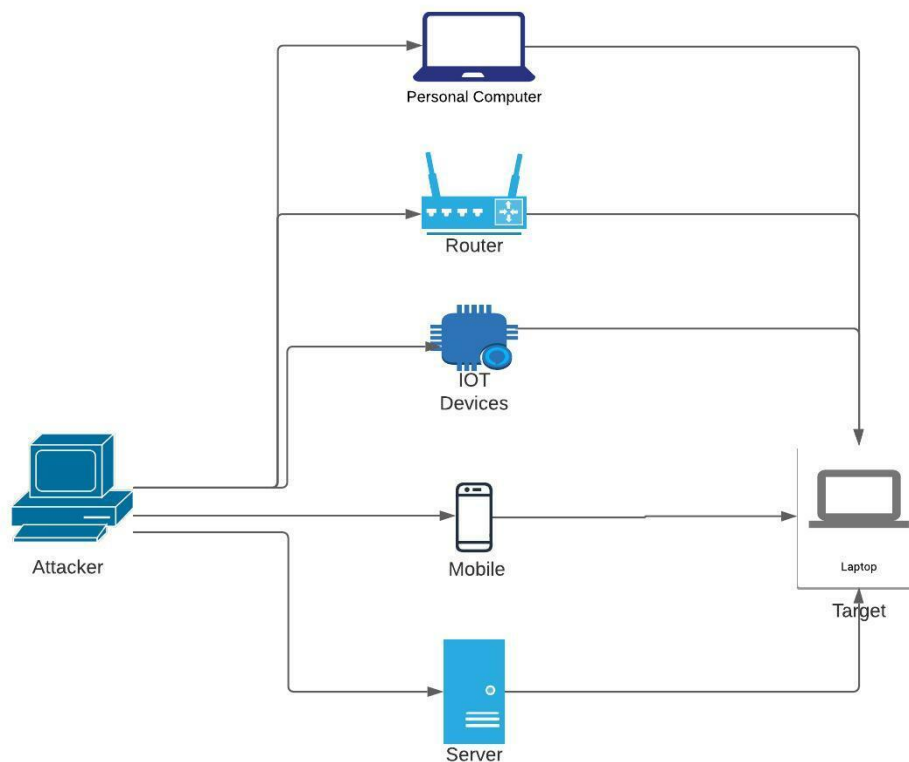 Personal Computer
Router
IOT
Devices
Attacker
Mobile
Laptop
Target
Server